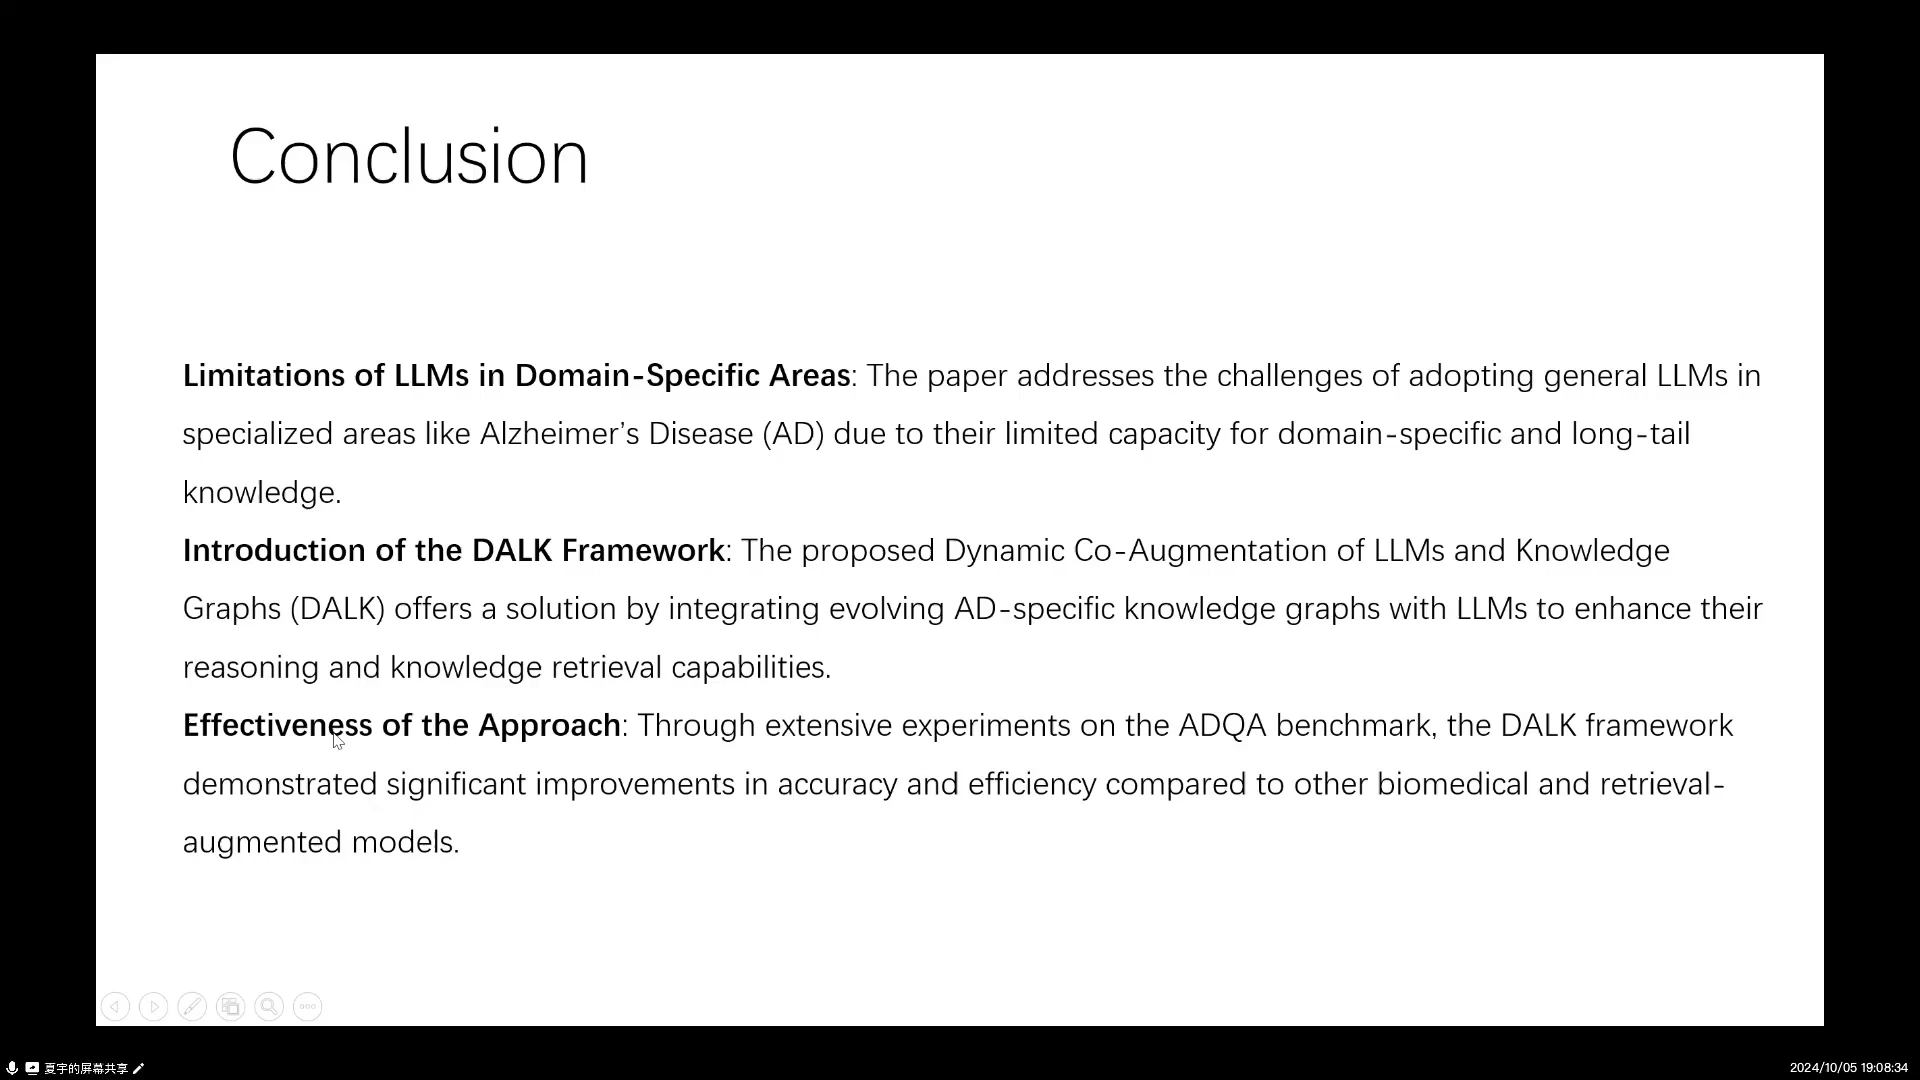 Conclusion
Limitations of LLMs in Domain-Specific Areas: The paper addresses the challenges of adopting general LLMs in
specialized areas like Alzheimer’s Disease (AD) due to their limited capacity for domain-specific and long-tail
knowledge.
Introduction of the DALK Framework: The proposed Dynamic Co-Augmentation of LLMs and Knowledge
Graphs (DALK) offers a solution by integrating evolving AD-specific knowledge graphs with LLMs to enhance their
reasoning and knowledge retrieval capabilities.
Effectiveness of the Approach: Through extensive experiments on the ADQA benchmark, the DALK framework
demonstrated significant improvements in accuracy and efficiency compared to other biomedical and retrieval-
augmented models.
夏宇的屏幕共享
2024/10/05 19:08:34